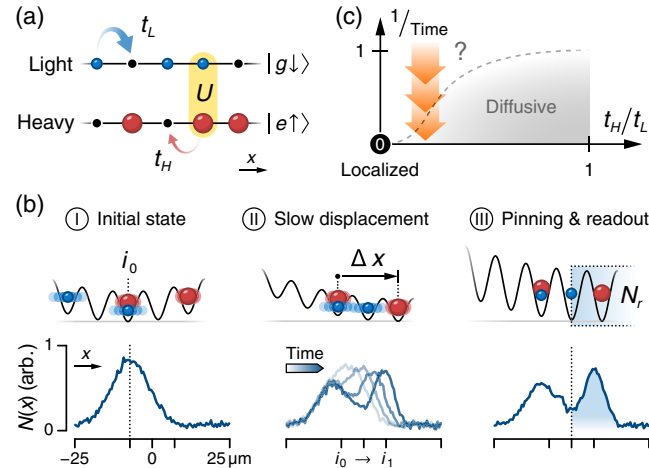 (a)
t_L
Light
|g↓⟩
U
Heavy
|e↑⟩
t_H
x
(c)
1/Time
1
?
Diffusive
t_H/t_L
0
Localized
1
(b)
I Initial state
II Slow displacement
III Pinning & readout
i_0
Δ x
N_r
N(x) (arb.)
1
0
x
Time
−25
0
25 μm
i_0 → i_1